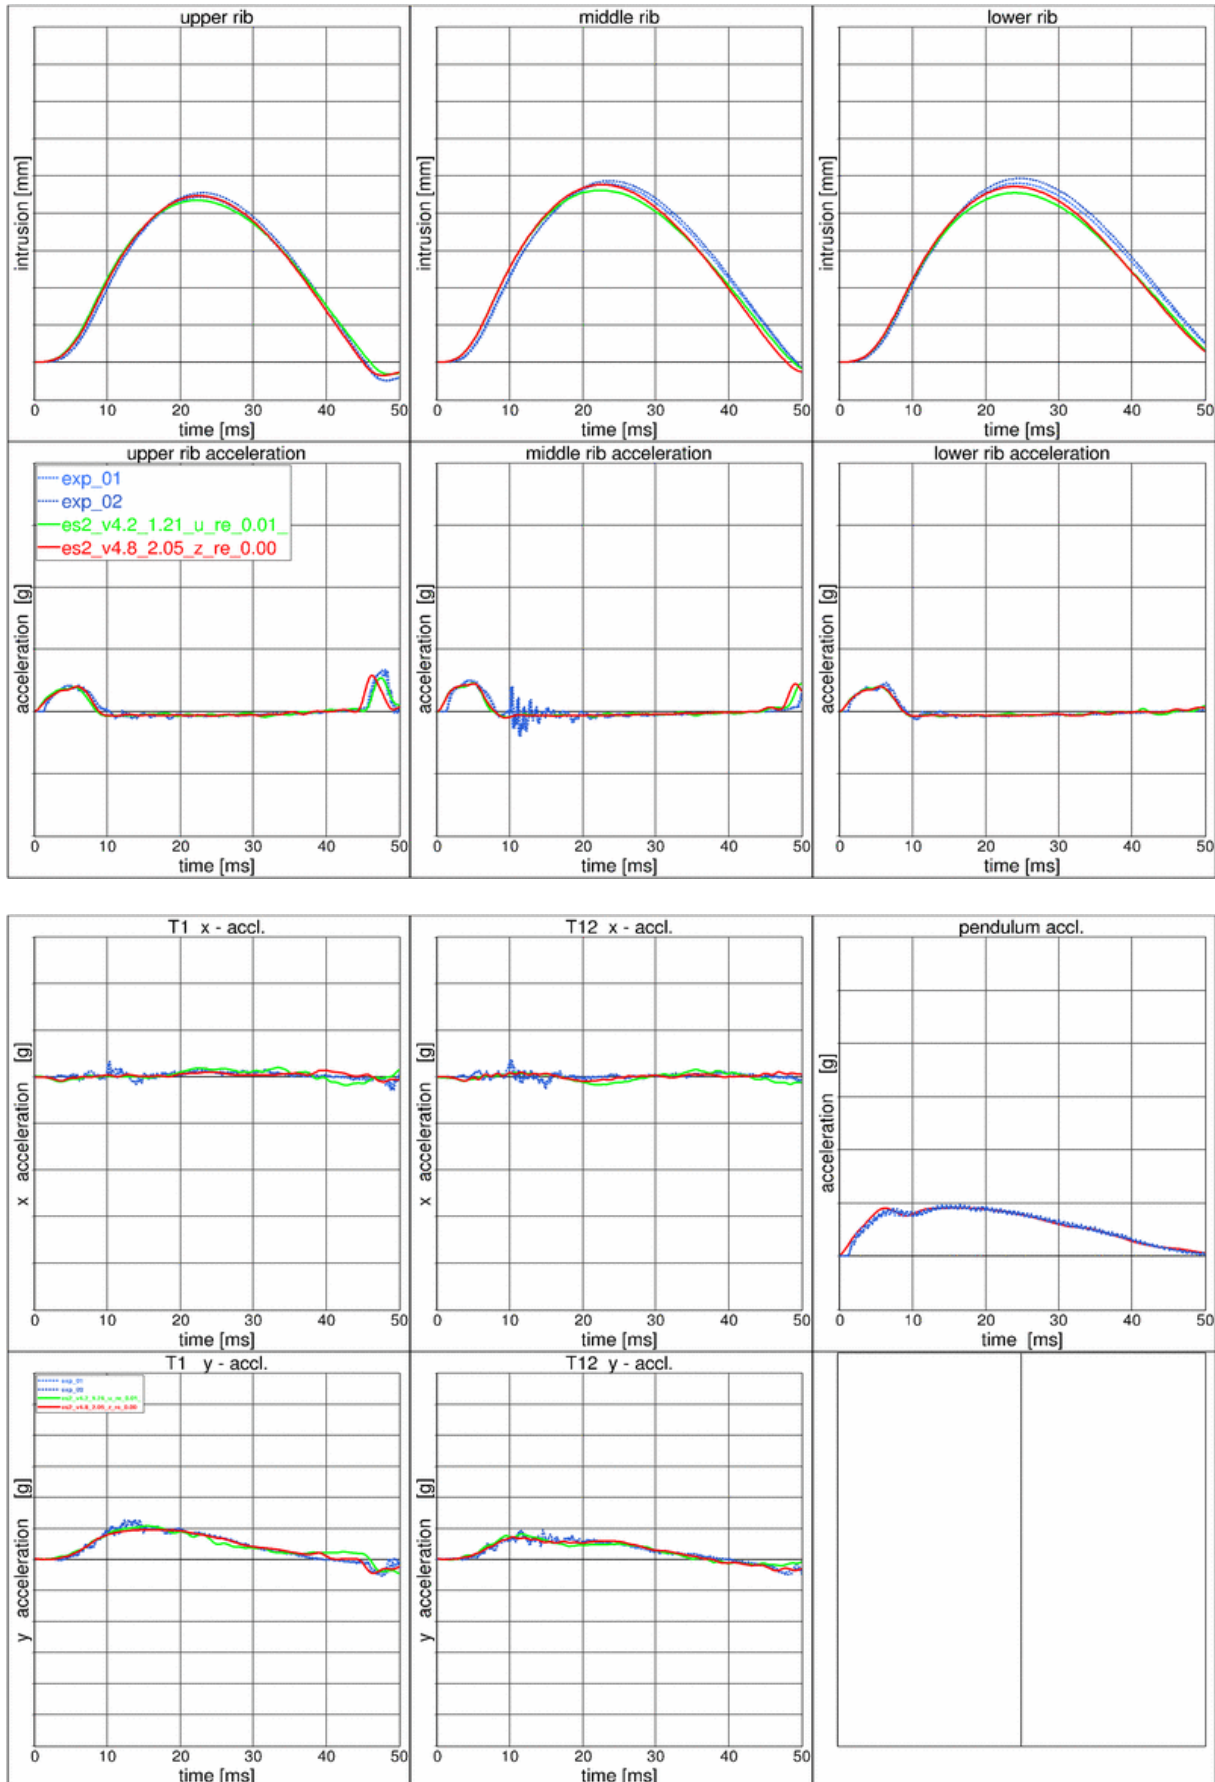 upper rib
middle rib
lower rib
intrusion [mm]
intrusion [mm]
intrusion [mm]
0 10 20 30 40 50
0 10 20 30 40 50
0 10 20 30 40 50
time [ms]
time [ms]
time [ms]
upper rib acceleration
middle rib acceleration
lower rib acceleration
exp_01
exp_02
es2_v4.2_1.21_u_re_0.01_
es2_v4.8_2.05_z_re_0.00
acceleration [g]
acceleration [g]
acceleration [g]
0 10 20 30 40 50
0 10 20 30 40 50
0 10 20 30 40 50
time [ms]
time [ms]
time [ms]
T1 x - accl.
T12 x - accl.
pendulum accl.
x acceleration [g]
x acceleration [g]
acceleration [g]
0 10 20 30 40 50
0 10 20 30 40 50
0 10 20 30 40 50
time [ms]
time [ms]
time [ms]
T1 y - accl.
T12 y - accl.
exp_01
y acceleration [g]
y acceleration [g]
0 10 20 30 40 50
0 10 20 30 40 50
time [ms]
time [ms]